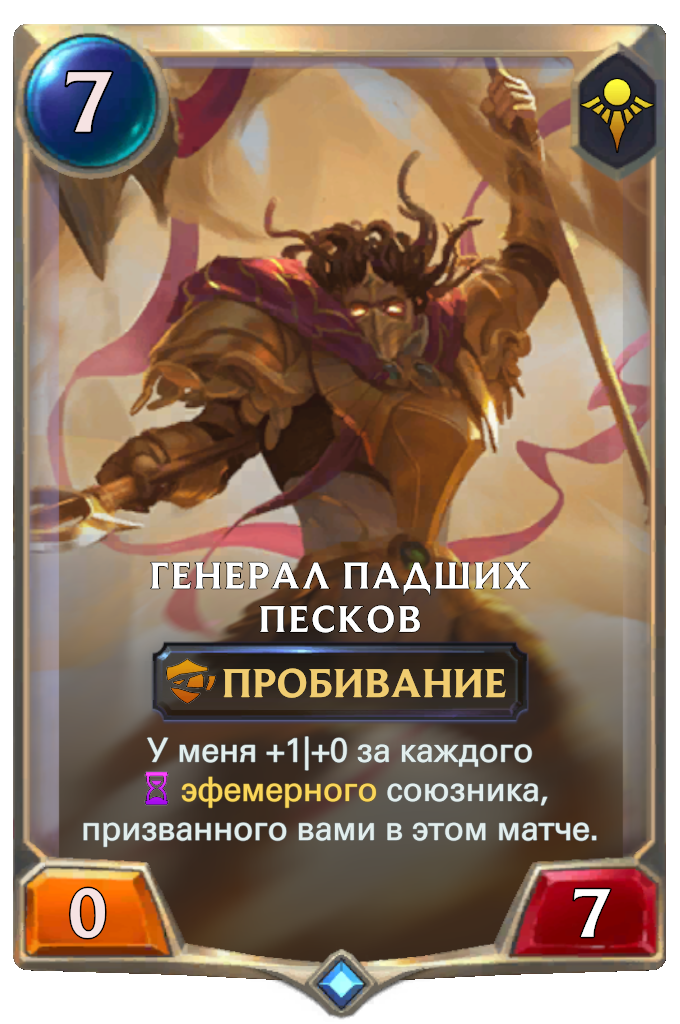 7
ГЕНЕРАЛ ПАДШИХ
ПЕСКОВ
ПРОБИВАНИЕ
У меня +1|+0 за каждого
эфемерного союзника,
призванного вами в этом матче.
0
7